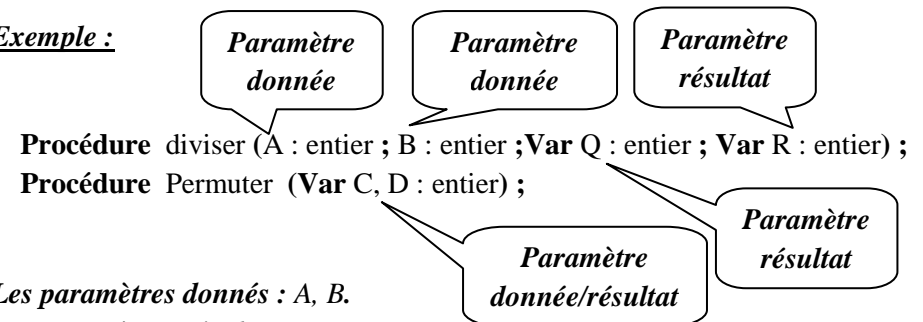 Exemple :
Paramètre
donnée
Paramètre
donnée
Paramètre
résultat
Procédure diviser (A : entier ; B : entier ;Var Q : entier ; Var R : entier) ;
Procédure Permuter (Var C, D : entier) ;
Paramètre
résultat
Paramètre
donnée/résultat
Les paramètres donnés : A, B.